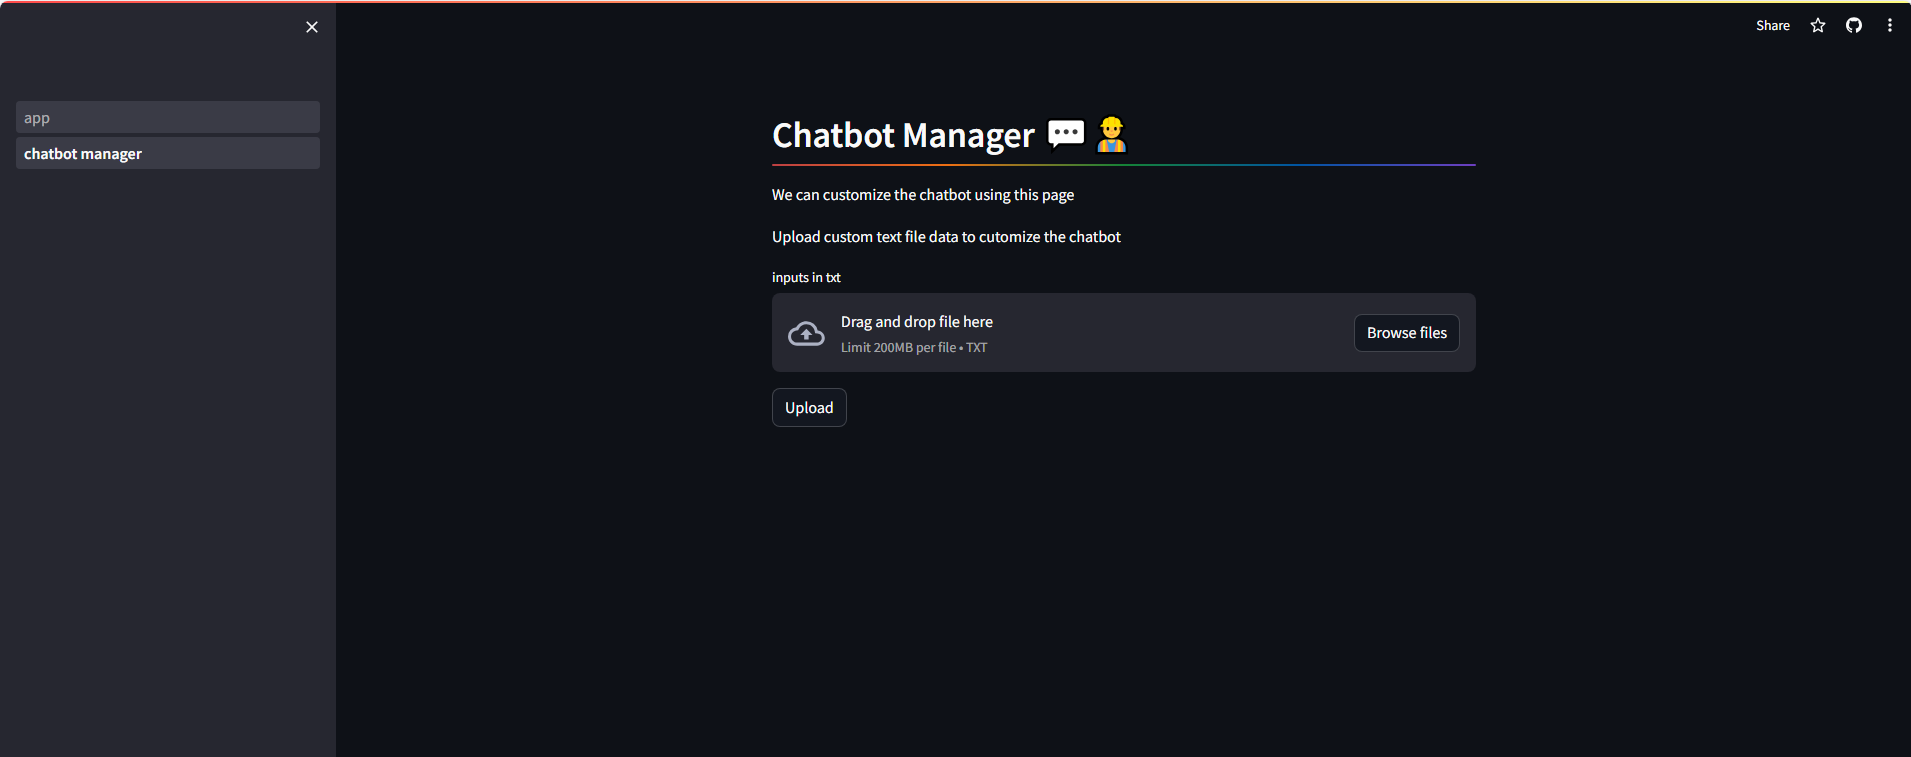 Share
app
chatbot manager
Chatbot Manager 💬 👷
We can customize the chatbot using this page
Upload custom text file data to cutomize the chatbot
inputs in txt
Drag and drop file here
Limit 200MB per file • TXT
Browse files
Upload